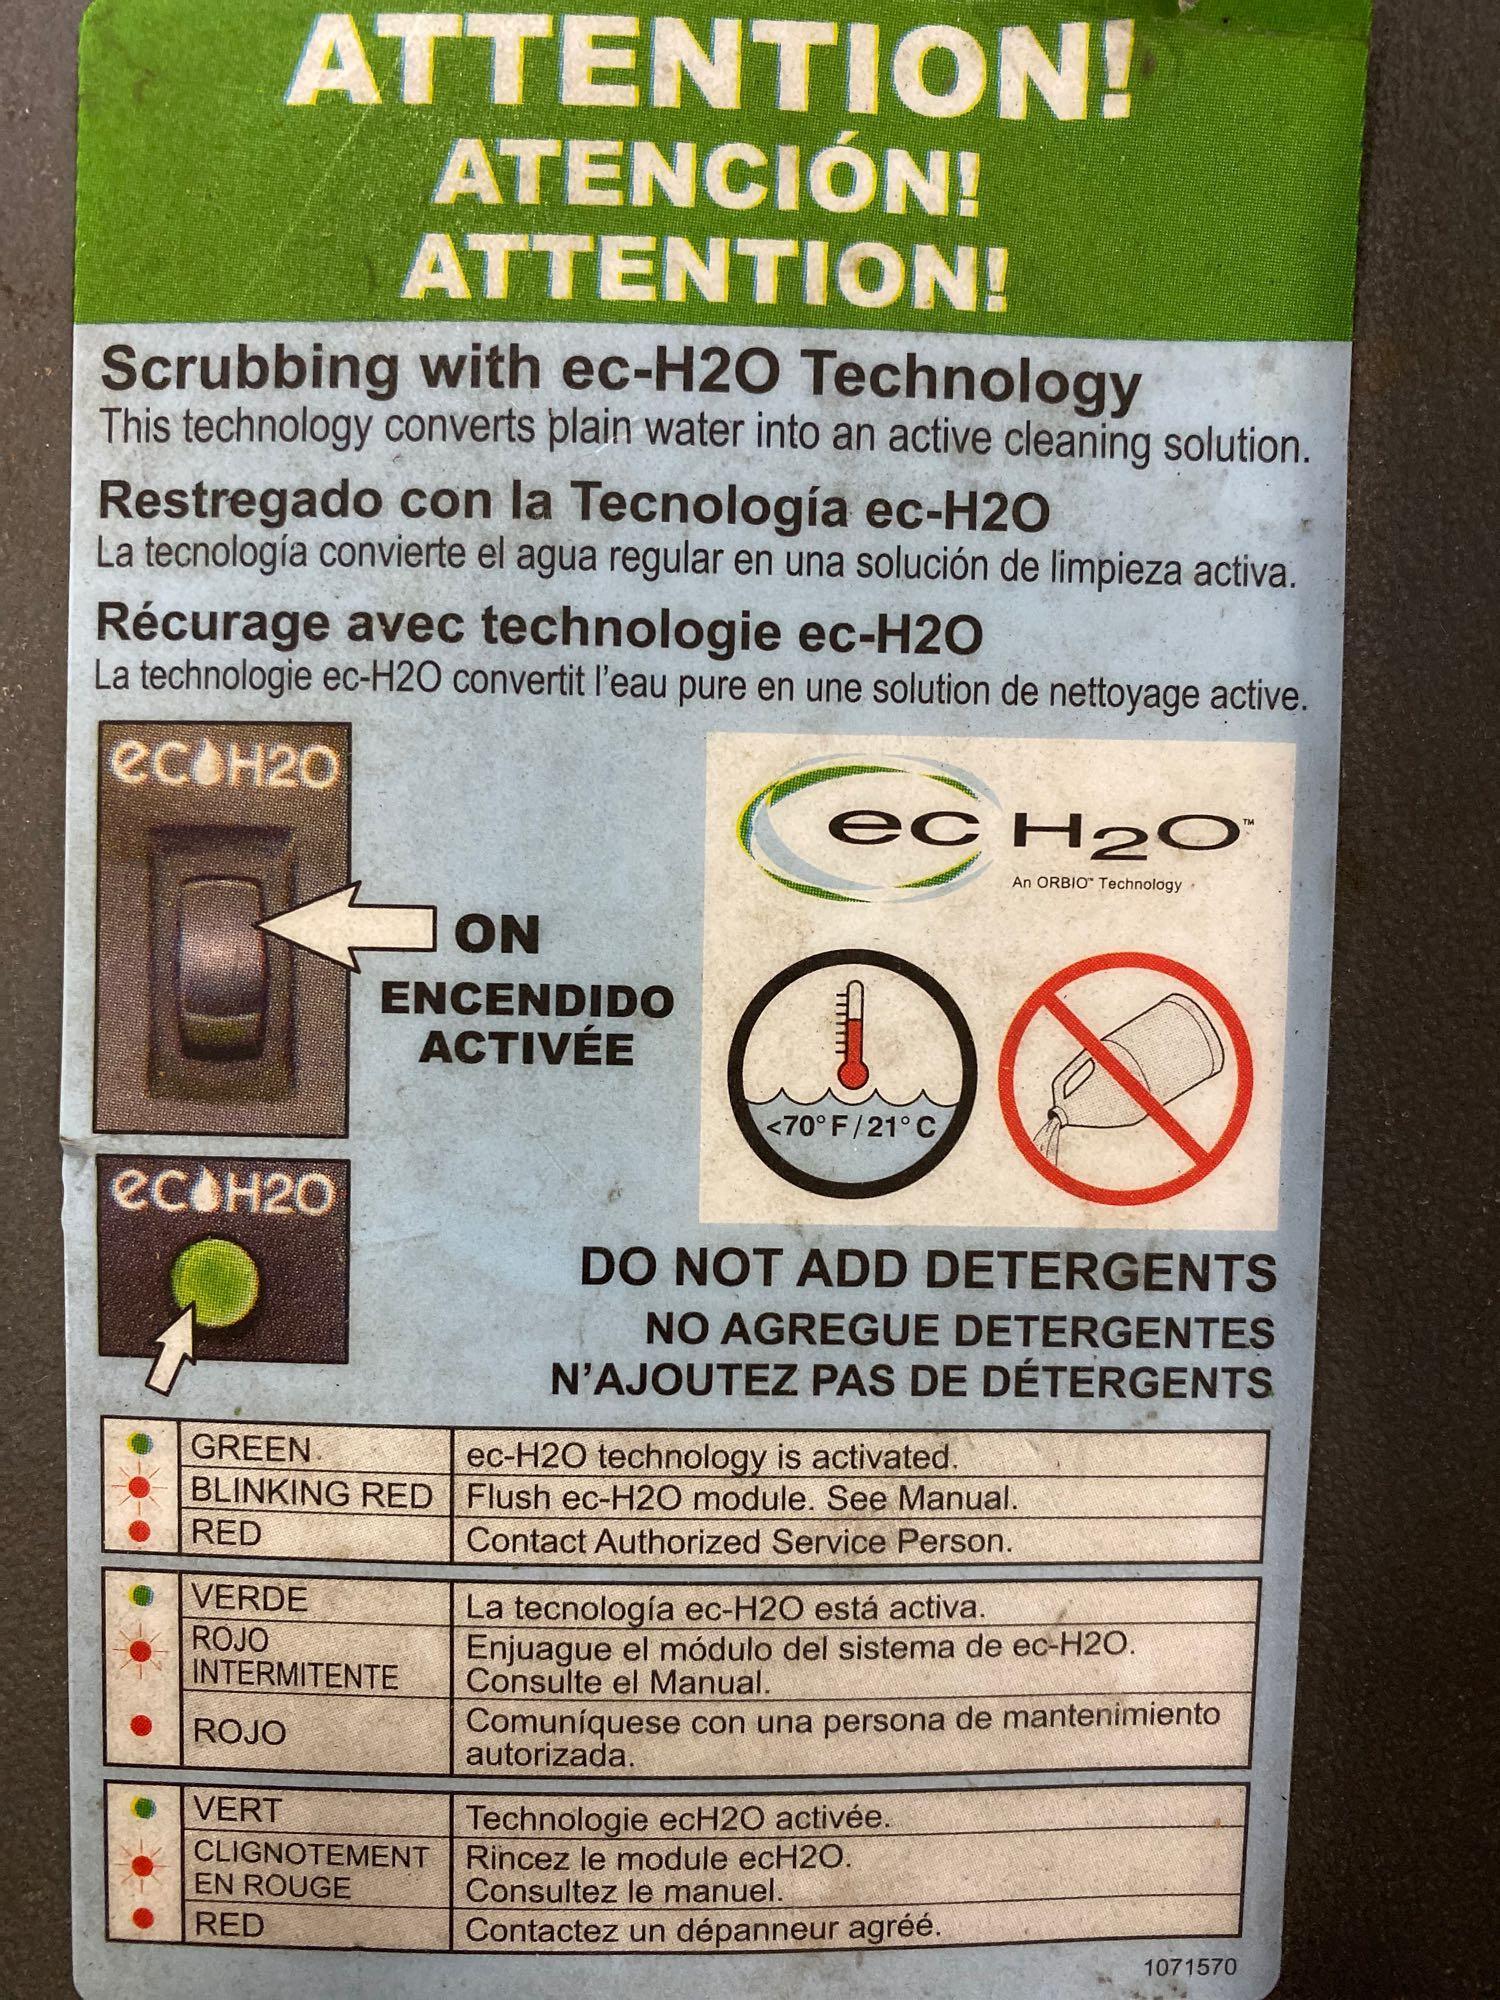 ATTENTION!
ATENCIÓN!
ATTENTION!
Scrubbing with ec-H2O Technology
This technology converts plain water into an active cleaning solution.
Restregado con la Tecnología ec-H2O
La tecnología convierte el agua regular en una solución de limpieza activa.
Récurage avec technologie ec-H2O
La technologie ec-H2O convertit l'eau pure en une solution de nettoyage active.
ec H2O
ON
ENCENDIDO
ACTIVÉE
ec H2O™
An ORBIO™ Technology
<70°F/21°C
ec H2O
DO NOT ADD DETERGENTS
NO AGREGUE DETERGENTES
N'AJOUTEZ PAS DE DÉTERGENTS
GREEN ec-H2O technology is activated.
BLINKING RED Flush ec-H2O module. See Manual.
RED Contact Authorized Service Person.
VERDE La tecnología ec-H2O está activa.
ROJO INTERMITENTE Enjuague el módulo del sistema de ec-H2O.
Consulte el Manual.
ROJO Comuníquese con una persona de mantenimiento
autorizada.
VERT Technologie ecH2O activée.
CLIGNOTEMENT EN ROUGE Rincez le module ecH2O.
Consultez le manuel.
RED Contactez un dépanneur agréé.
1071570